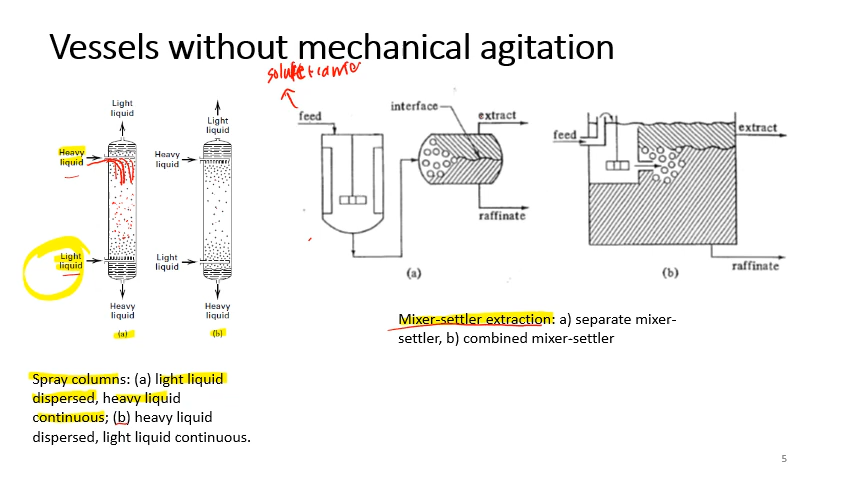 Vessels without mechanical agitation
solute + carrier
Light
liquid
Heavy
liquid
Light
liquid
Heavy
liquid
(a)
Light
liquid
Heavy
liquid
Light
liquid
Heavy
liquid
(b)
feed
interface
extract
raffinate
(a)
feed
extract
raffinate
(b)
Mixer-settler extraction: a) separate mixer-
settler, b) combined mixer-settler
Spray columns: (a) light liquid
dispersed, heavy liquid
continuous; (b) heavy liquid
dispersed, light liquid continuous.
5